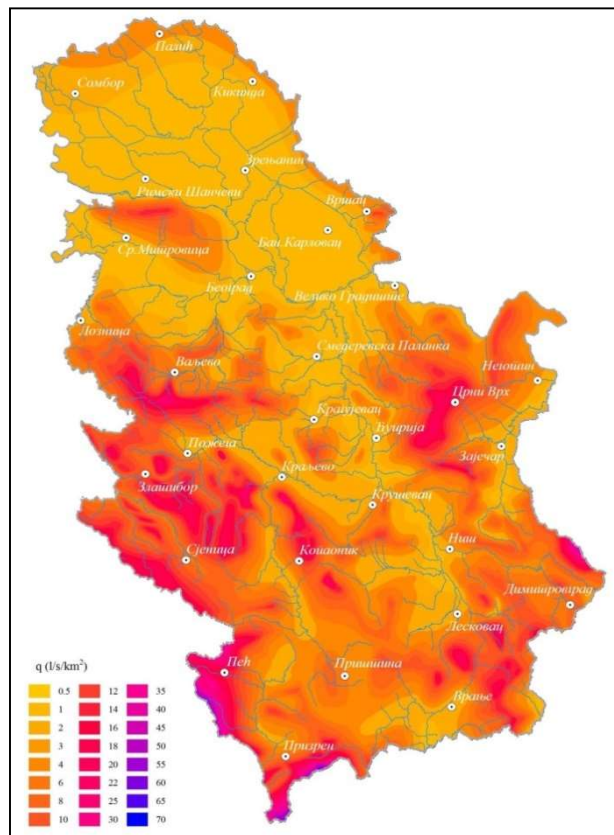 Палић
Сомбор
Кикинда
Зрењанин
Римски Шанчеви
Вршац
Ср.Митровица
Бан.Карловац
Београд
Велико Градиште
Лозница
Смедеревска Паланка
Ваљево
Неготин
Црни Врх
Крагујевац
Ћуприја
Пожега
Зајечар
Златибор
Краљево
Крушевац
Сјеница
Копаоник
Ниш
Димитровград
Лесковац
Пећ
Приштина
Врање
Призрен
q (l/s/km²)
0.5 12 35
1 14 40
2 16 45
3 18 50
4 20 55
6 22 60
8 25 65
10 30 70